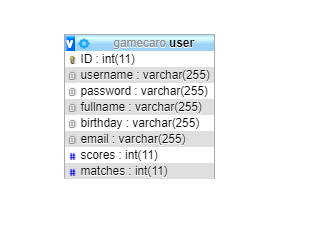 v gamecaro user
ID : int(11)
username : varchar(255)
password : varchar(255)
fullname : varchar(255)
birthday : varchar(255)
email : varchar(255)
# scores : int(11)
# matches : int(11)